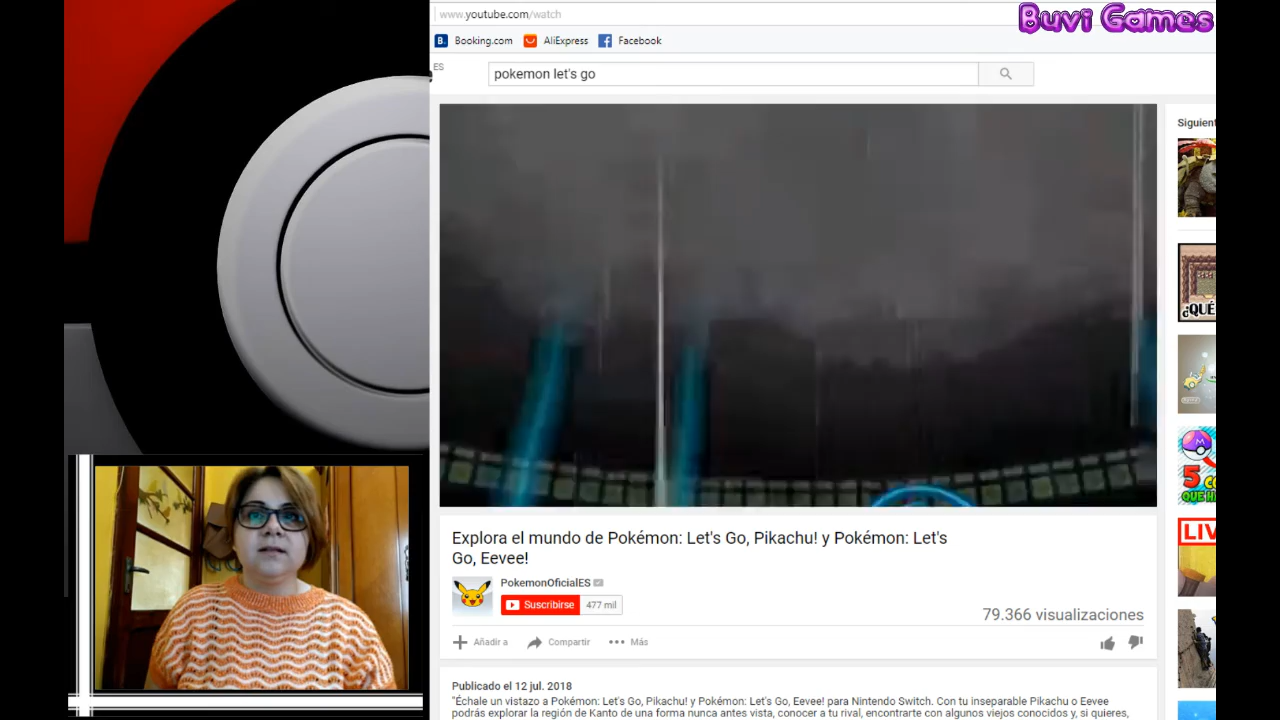 www.youtube.com/watch
Buvi Games
B. Booking.com AliExpress Facebook
ES
pokemon let's go
Siguient
¿QUÉ
5 CO
QUE HA
LIV
Explora el mundo de Pokémon: Let's Go, Pikachu! y Pokémon: Let's
Go, Eevee!
PokemonOficialES
Suscribirse 477 mil
79.366 visualizaciones
Añadir a Compartir Más
Publicado el 12 jul. 2018
"Échale un vistazo a Pokémon: Let's Go, Pikachu! y Pokémon: Let's Go, Eevee! para Nintendo Switch. Con tu inseparable Pikachu o Eevee
podrás explorar la región de Kanto de una forma nunca antes vista, conocer a tu rival, encontrarte con algunos viejos conocidos y, si quieres,